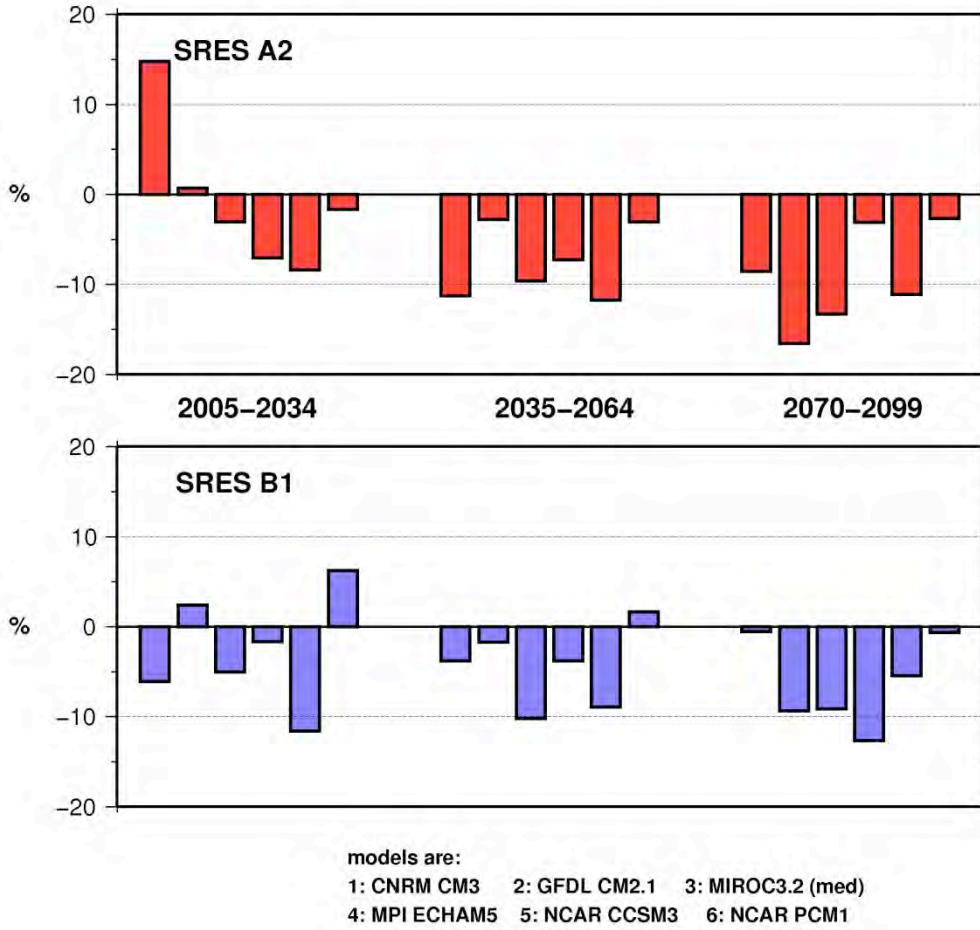 20
SRES A2
10
%
0
−10
−20
2005−2034 2035−2064 2070−2099
20
SRES B1
10
%
0
−10
−20
models are:
1: CNRM CM3 2: GFDL CM2.1 3: MIROC3.2 (med)
4: MPI ECHAM5 5: NCAR CCSM3 6: NCAR PCM1